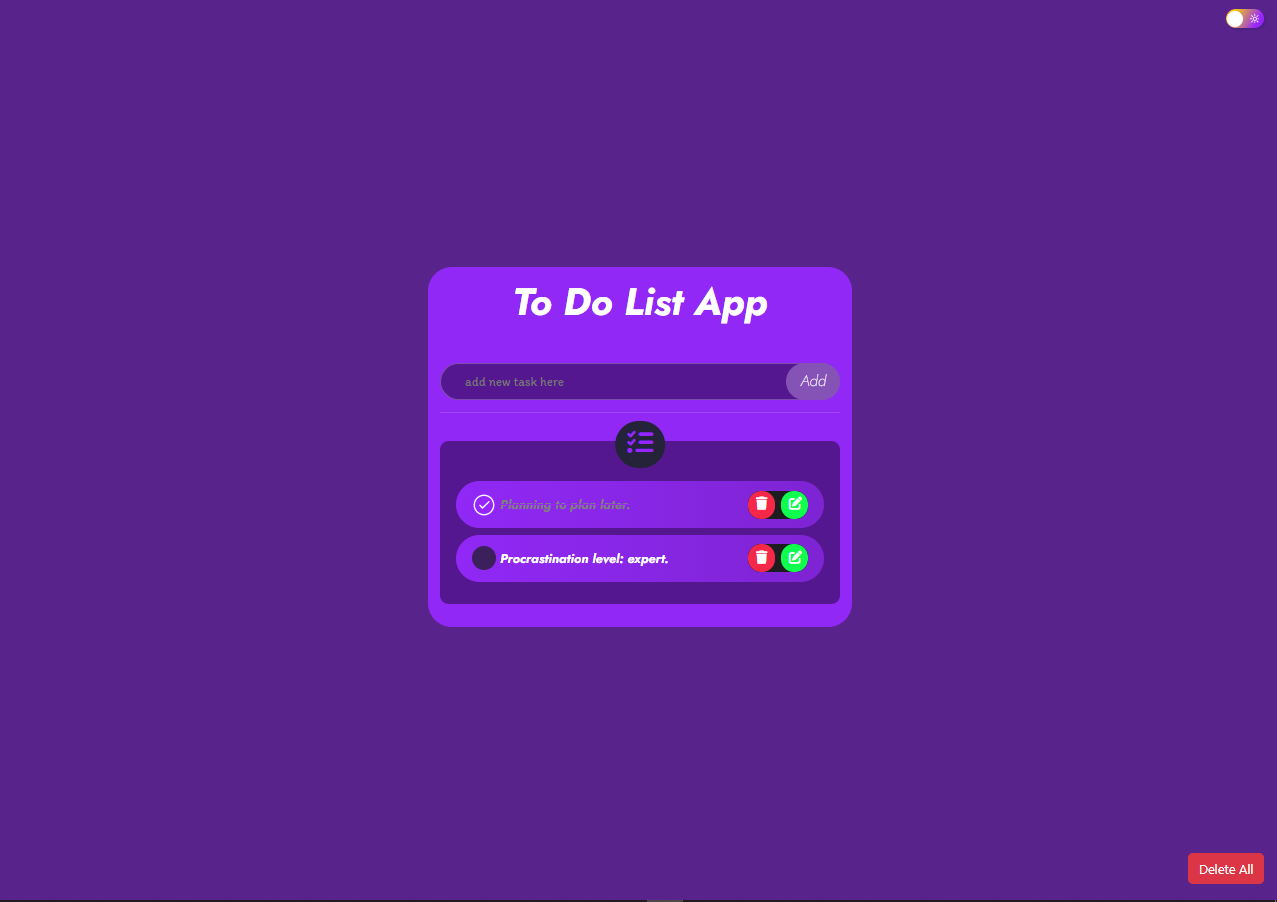 To Do List App
add new task here
Add
Planning to plan later.
Procrastination level: expert.
Delete All